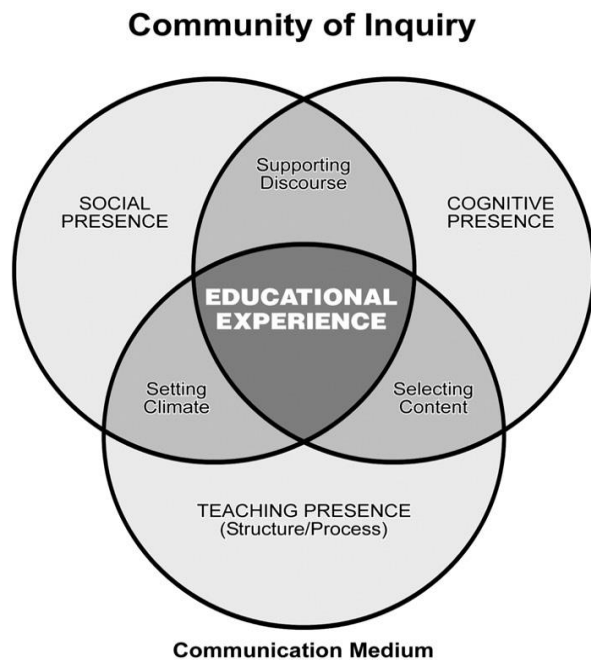 Community of Inquiry
Supporting
Discourse
SOCIAL
PRESENCE
COGNITIVE
PRESENCE
EDUCATIONAL
EXPERIENCE
Setting
Climate
Selecting
Content
TEACHING PRESENCE
(Structure/Process)
Communication Medium